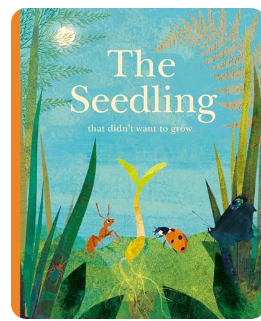 The
Seedling
that didn't want to grow